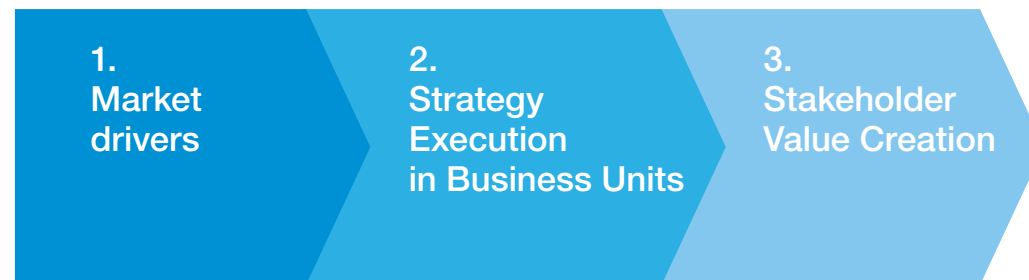 1.
Market
drivers
2.
Strategy
Execution
in Business Units
3.
Stakeholder
Value Creation